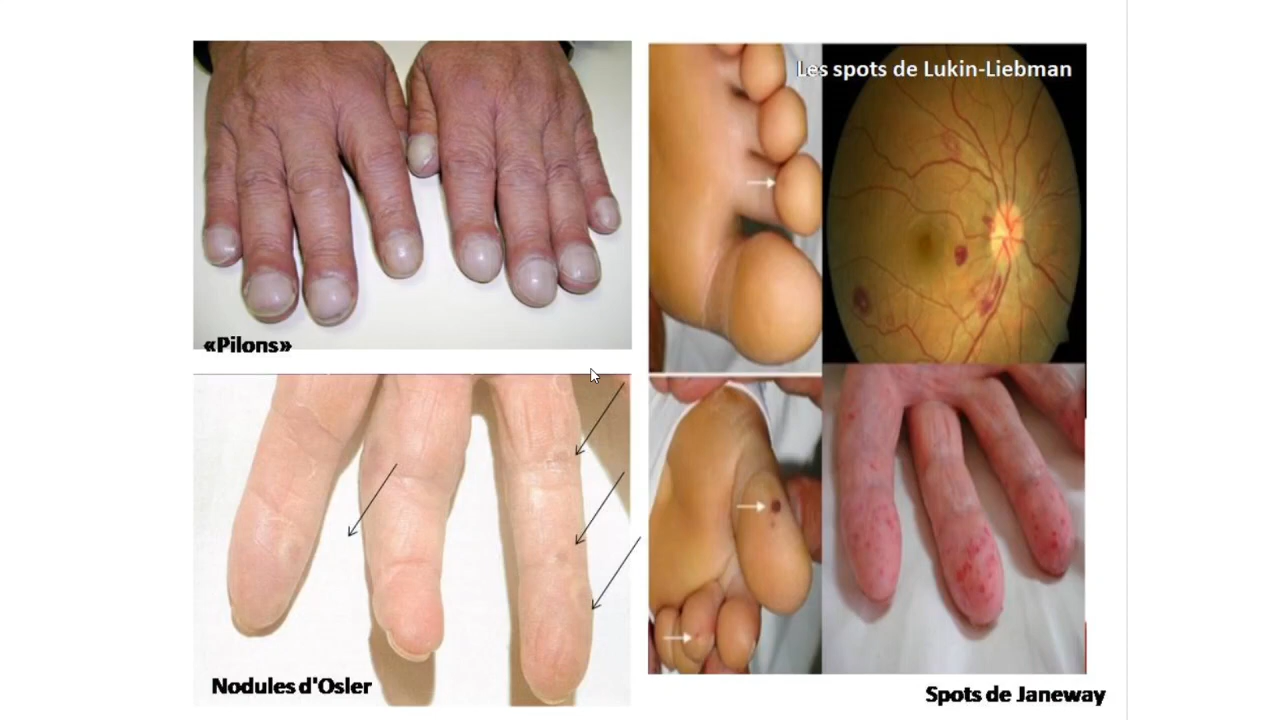 Les spots de Lukin-Liebman
«Pilons»
Nodules d'Osler
Spots de Janeway